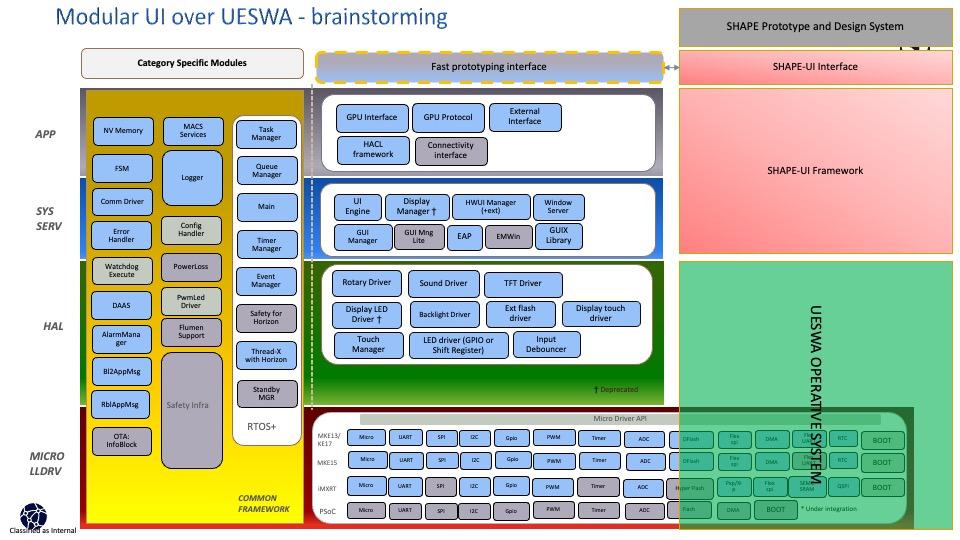 Modular UI over UESWA - brainstorming
SHAPE Prototype and Design System
Category Specific Modules
Fast prototyping interface
SHAPE-UI Interface
APP
SYS
SERV
HAL
MICRO
LLDRV
NV Memory
FSM
Comm Driver
Error
Handler
Watchdog
Execute
DAAS
AlarmMana
ger
Bl2AppMsg
RblAppMsg
OTA:
InfoBlock
MACS
Services
Logger
Config
Handler
PowerLoss
PwmLed
Driver
Flumen
Support
Safety Infra
Task
Manager
Queue
Manager
Main
Timer
Manager
Event
Manager
Safety for
Horizon
Thread-X
with Horizon
Standby
MGR
RTOS+
COMMON
FRAMEWORK
GPU Interface
GPU Protocol
External
Interface
HACL
framework
Connectivity
interface
UI
Engine
Display
Manager †
HWUI Manager
(+ext)
Window
Server
GUI
Manager
GUI Mng
Lite
EAP
EMWin
GUIX
Library
Rotary Driver
Sound Driver
TFT Driver
Display LED
Driver †
Backlight Driver
Ext flash
driver
Display touch
driver
Touch
Manager
LED driver (GPIO or
Shift Register)
Input
Debouncer
† Deprecated
SHAPE-UI Framework
UESWA OPERATIVE SYSTEM
Micro Driver API
MKE13/
KE17
Micro
UART
SPI
I2C
Gpio
PWM
Timer
ADC
DFlash
Flex
spi
DMA
RTC
BOOT
MKE15
Micro
UART
SPI
I2C
Gpio
PWM
Timer
ADC
DFlash
Flex
spi
DMA
RTC
BOOT
iMXRT
Micro
UART
SPI
I2C
Gpio
PWM
Timer
ADC
Hyper Flash
Flex
spi
SRAM
QSPI
BOOT
PSoC
Micro
UART
SPI
I2C
Gpio
PWM
Timer
ADC
Flash
DMA
BOOT
* Under integration
Classified as Internal